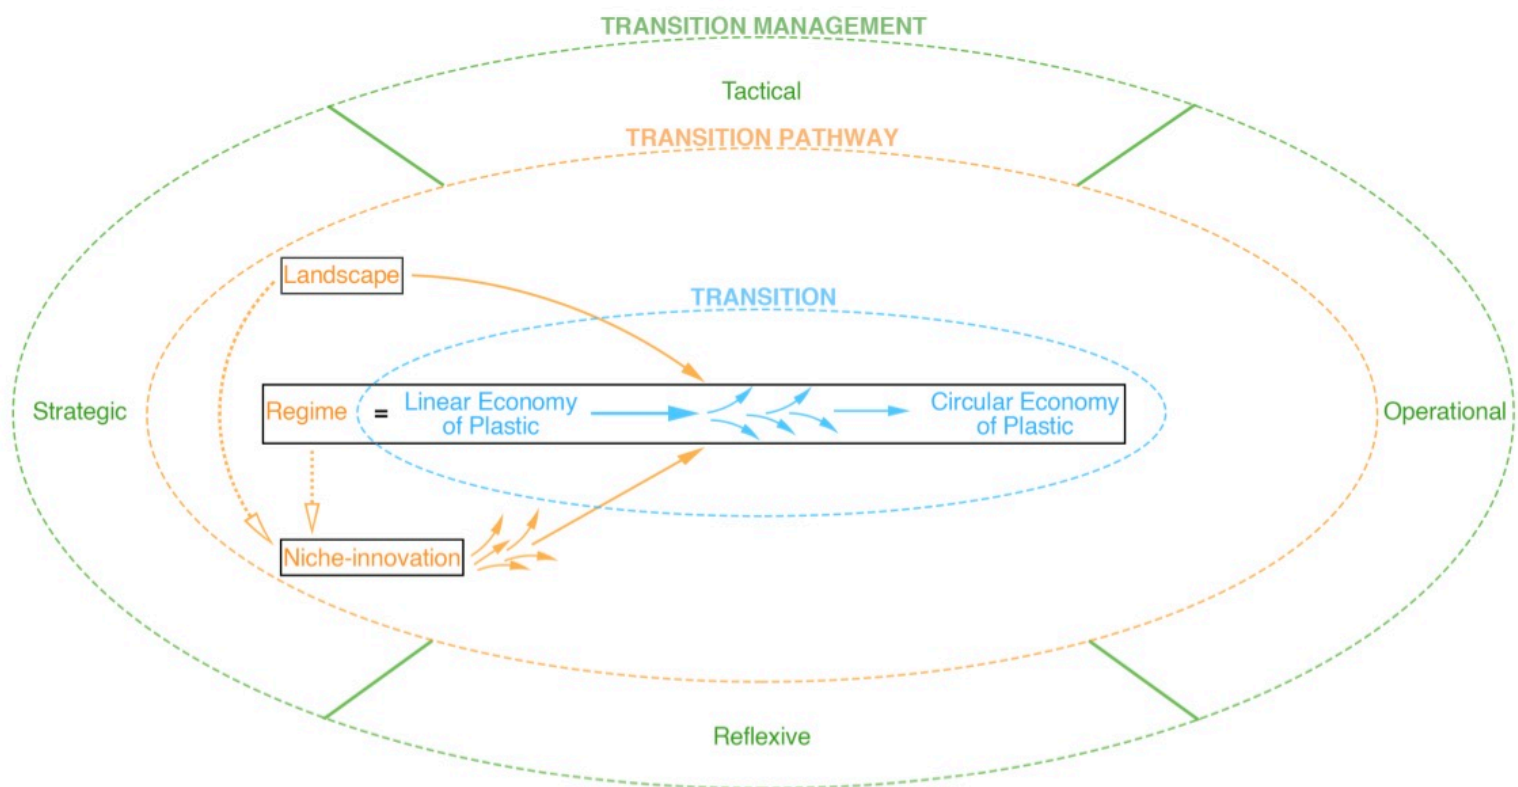 TRANSITION MANAGEMENT
Tactical
TRANSITION PATHWAY
Landscape
TRANSITION
Strategic
Regime = Linear Economy
of Plastic
Circular Economy
of Plastic
Operational
Niche-innovation
Reflexive